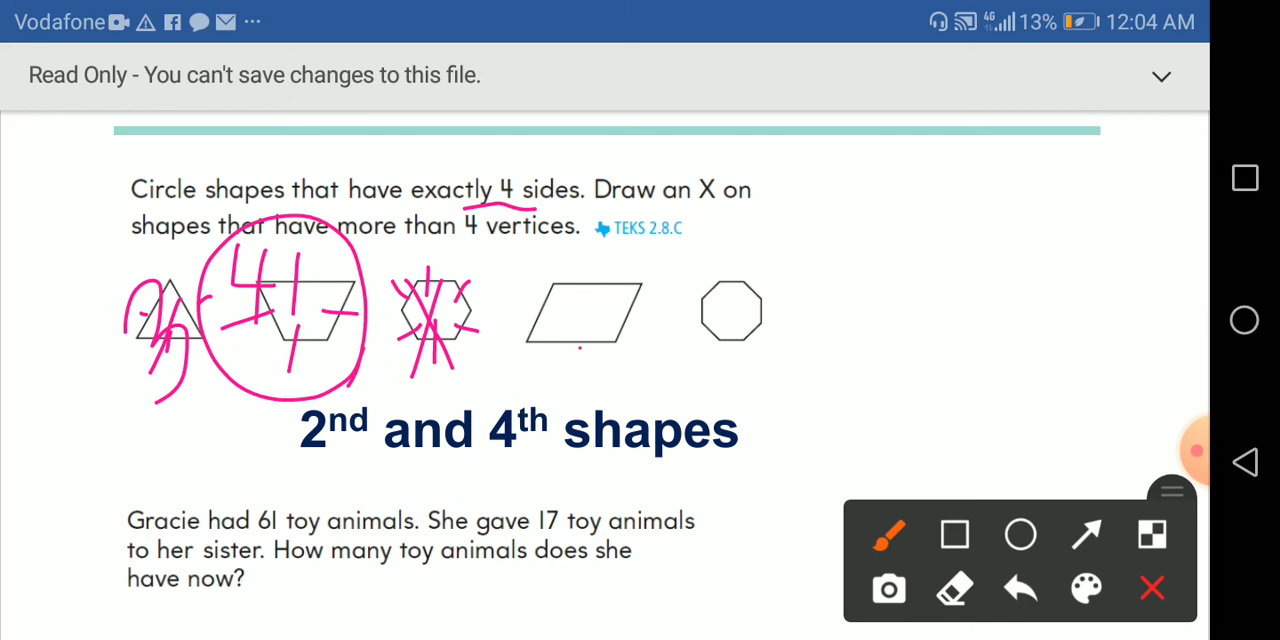 Vodafone 4G 13% 12:04 AM
Read Only - You can't save changes to this file.
Circle shapes that have exactly 4 sides. Draw an X on
shapes that have more than 4 vertices. TEKS 2.8.C
3 4
2nd and 4th shapes
Gracie had 61 toy animals. She gave 17 toy animals
to her sister. How many toy animals does she
have now?